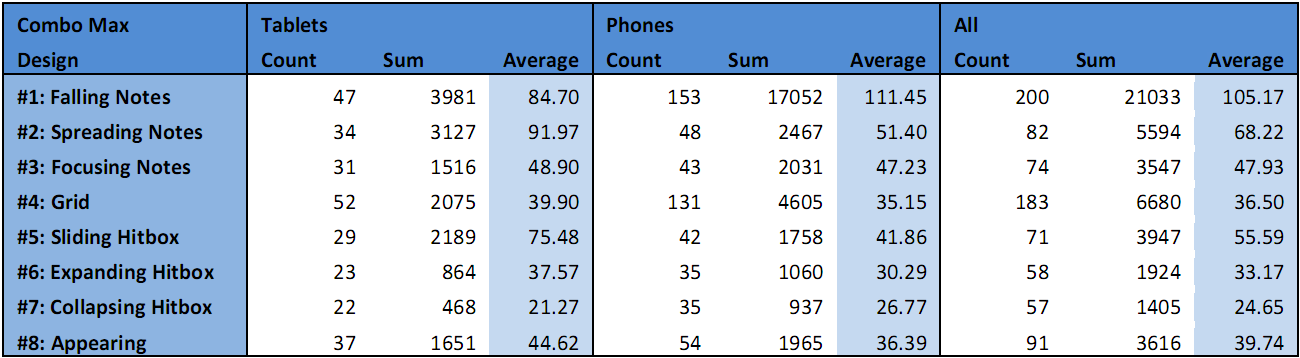 Combo Max Tablets Phones All
Design Count Sum Average Count Sum Average Count Sum Average
#1: Falling Notes 47 3981 84.70 153 17052 111.45 200 21033 105.17
#2: Spreading Notes 34 3127 91.97 48 2467 51.40 82 5594 68.22
#3: Focusing Notes 31 1516 48.90 43 2031 47.23 74 3547 47.93
#4: Grid 52 2075 39.90 131 4605 35.15 183 6680 36.50
#5: Sliding Hitbox 29 2189 75.48 42 1758 41.86 71 3947 55.59
#6: Expanding Hitbox 23 864 37.57 35 1060 30.29 58 1924 33.17
#7: Collapsing Hitbox 22 468 21.27 35 937 26.77 57 1405 24.65
#8: Appearing 37 1651 44.62 54 1965 36.39 91 3616 39.74